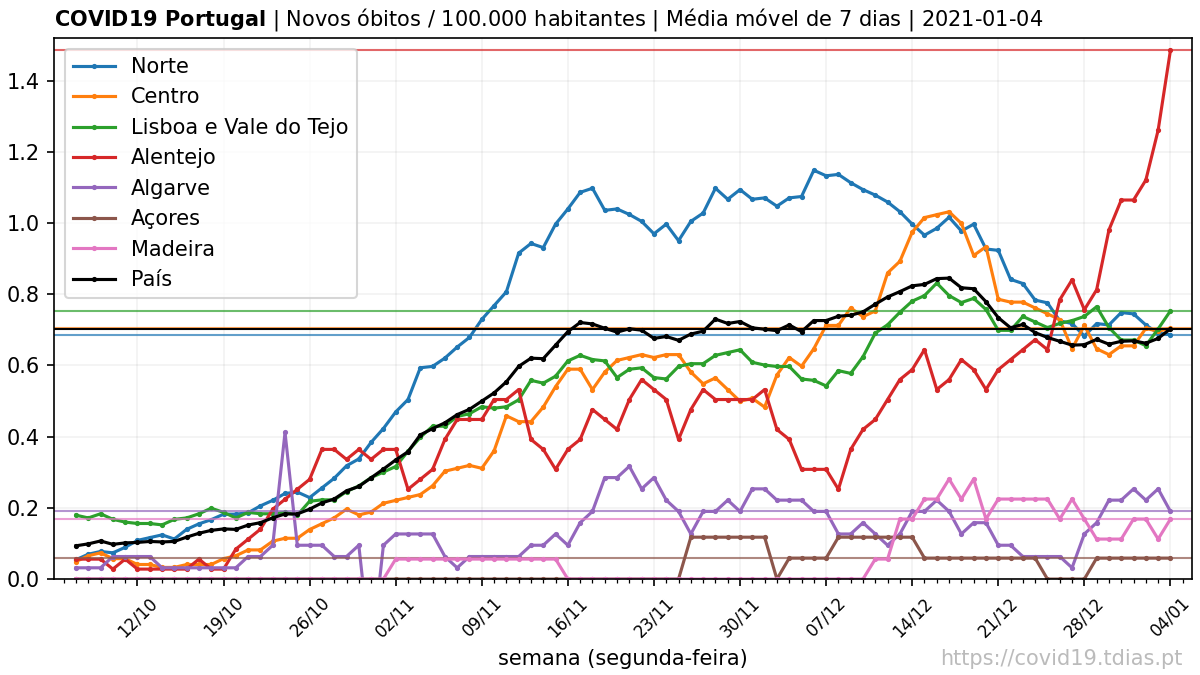 COVID19 Portugal | Novos óbitos / 100.000 habitantes | Média móvel de 7 dias | 2021-01-04
Norte
Centro
Lisboa e Vale do Tejo
Alentejo
Algarve
Açores
Madeira
País
1.4
1.2
1.0
0.8
0.6
0.4
0.2
0.0
12/10 19/10 26/10 02/11 09/11 16/11 23/11 30/11 07/12 14/12 21/12 28/12 04/01
semana (segunda-feira)
https://covid19.tdias.pt